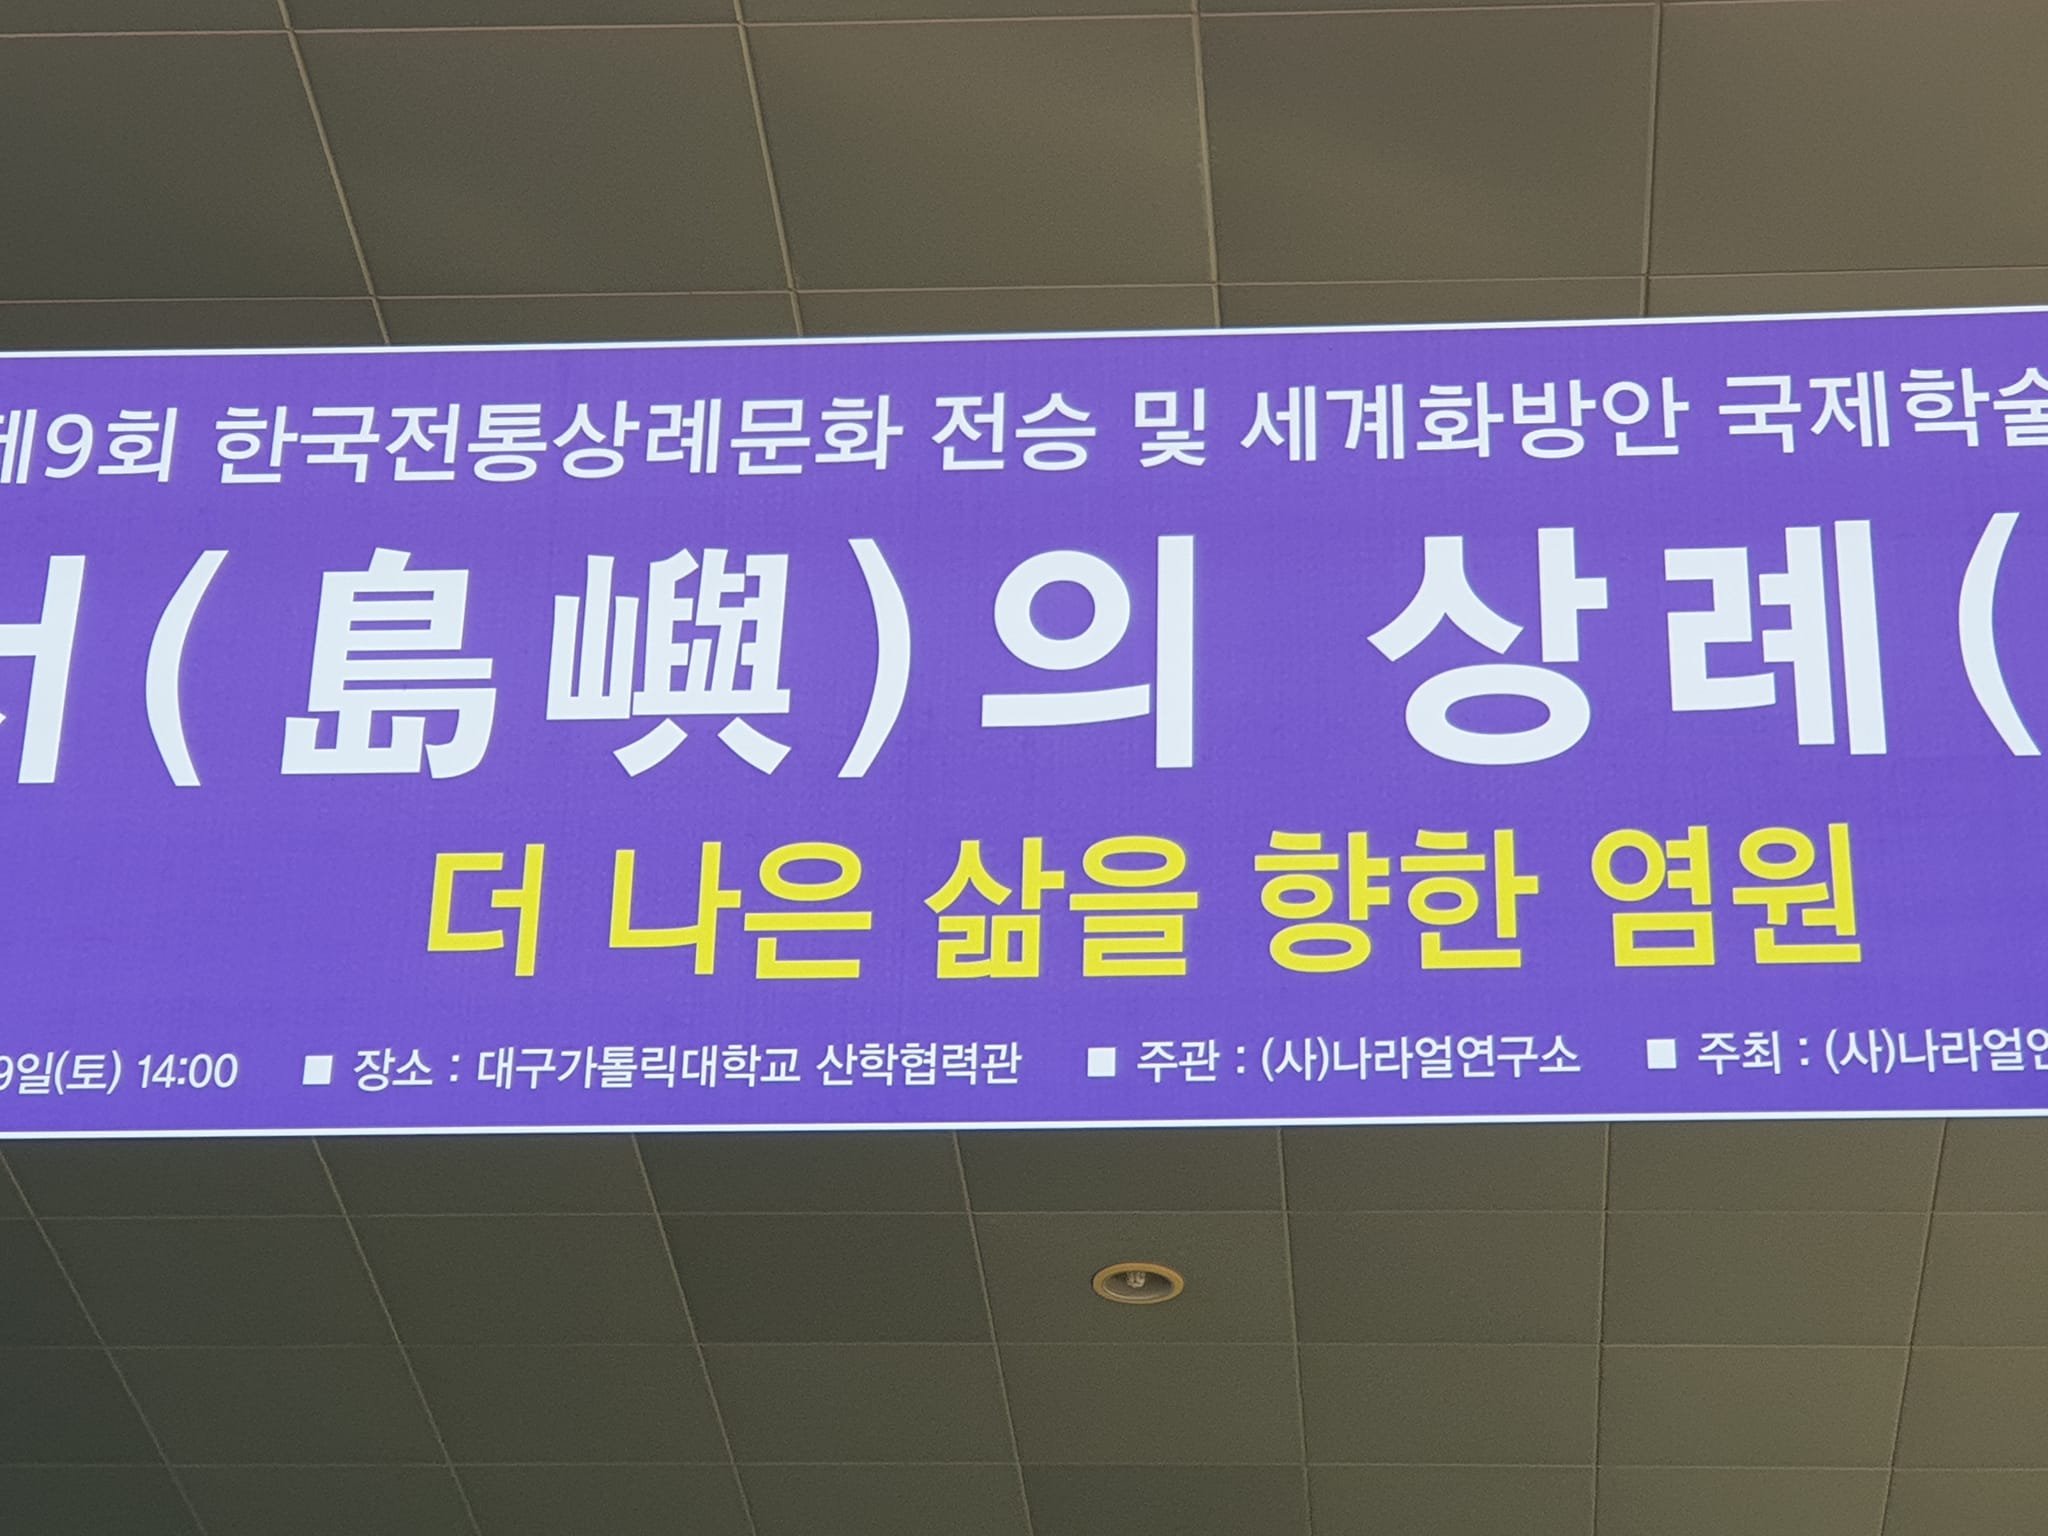 제9회 한국전통상례문화 전승 및 세계화방안 국제학술
서(島嶼)의 상례(
더 나은 삶을 향한 염원
9일(토) 14:00 ■ 장소 : 대구가톨릭대학교 산학협력관 ■ 주관 : (사)나라얼연구소 ■ 주최 : (사)나라얼연